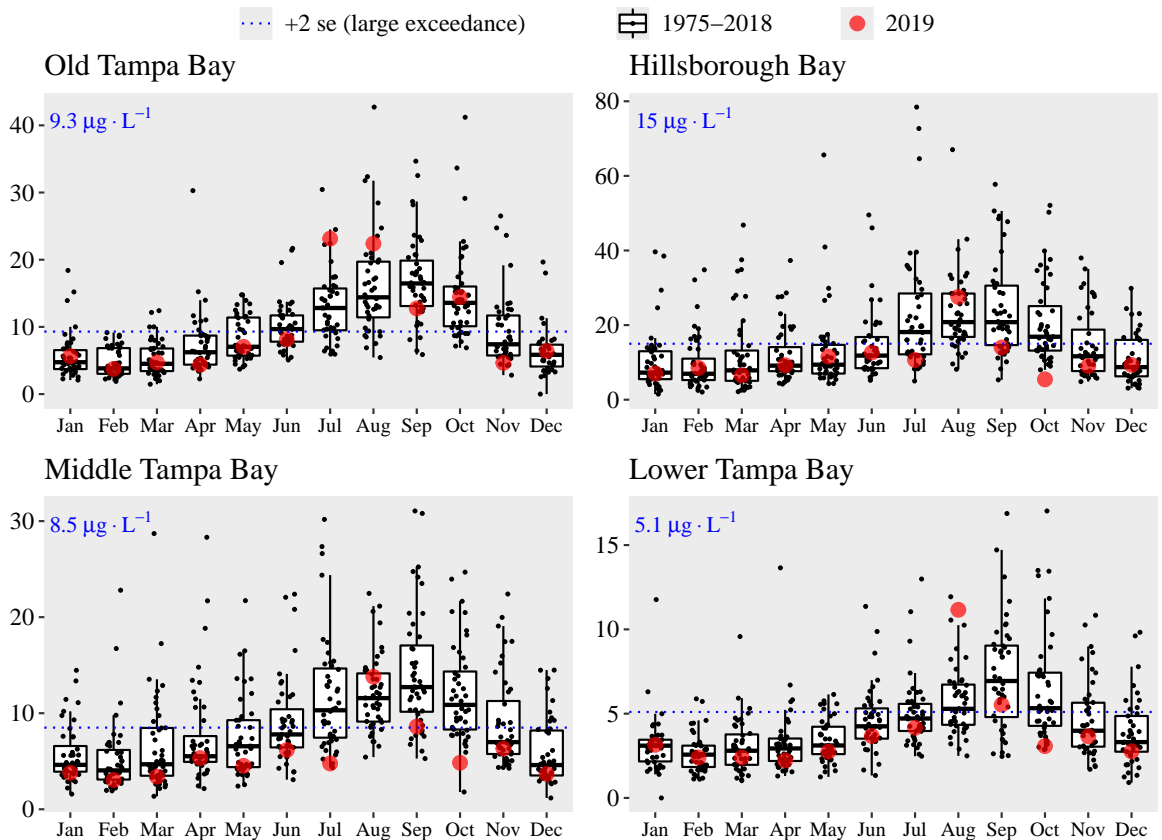 +2 se (large exceedance) 1975–2018 2019
Old Tampa Bay
9.3 μg · L⁻¹
40
30
20
10
0
Jan Feb Mar Apr May Jun Jul Aug Sep Oct Nov Dec
Hillsborough Bay
15 μg · L⁻¹
80
60
40
20
0
Jan Feb Mar Apr May Jun Jul Aug Sep Oct Nov Dec
Middle Tampa Bay
8.5 μg · L⁻¹
30
20
10
0
Jan Feb Mar Apr May Jun Jul Aug Sep Oct Nov Dec
Lower Tampa Bay
5.1 μg · L⁻¹
15
10
5
0
Jan Feb Mar Apr May Jun Jul Aug Sep Oct Nov Dec